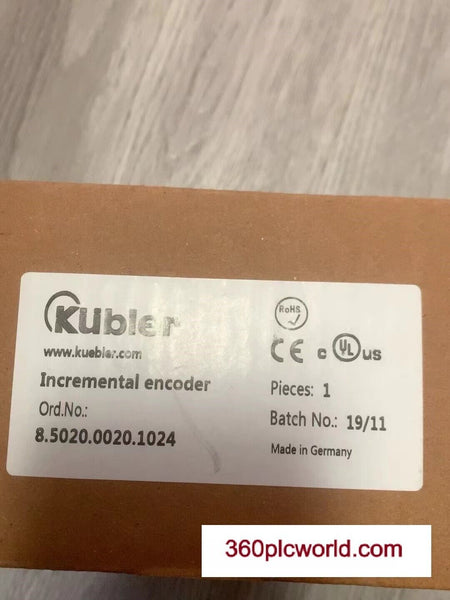 Kübler
www.kuebler.com
Incremental encoder
Ord.No.:
8.5020.0020.1024
RoHS
CE c UL us
Pieces: 1
Batch No.: 19/11
Made in Germany
360plcworld.com